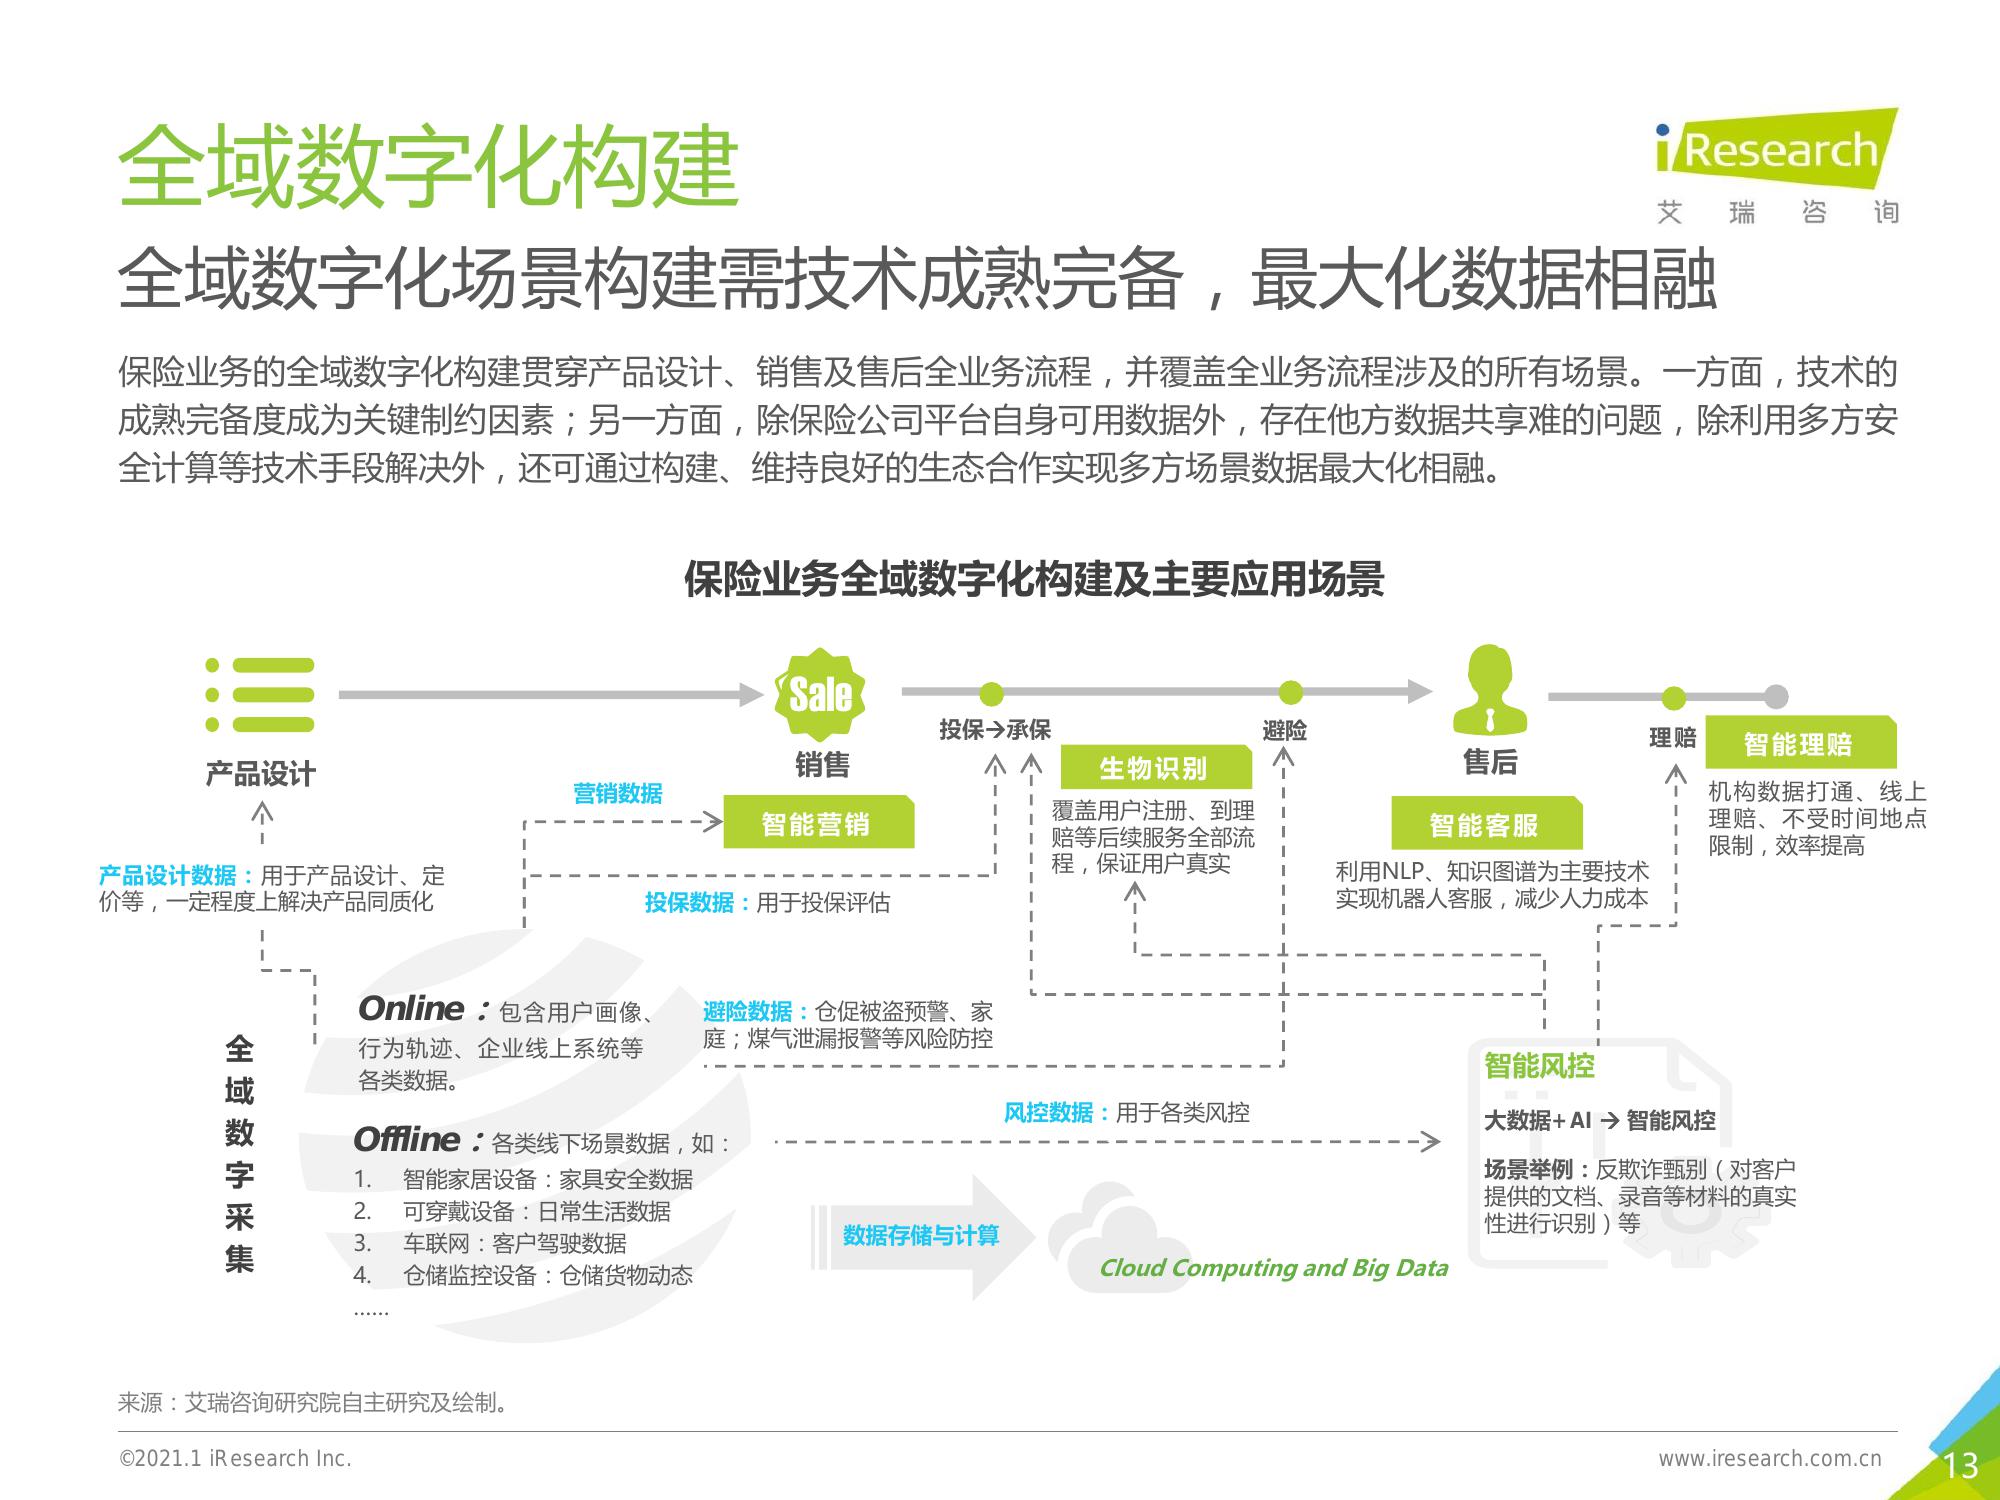 全域数字化构建
iResearch
艾瑞咨询
全域数字化场景构建需技术成熟完备，最大化数据相融
保险业务的全域数字化构建贯穿产品设计、销售及售后全业务流程，并覆盖全业务流程涉及的所有场景。一方面，技术的
成熟完备度成为关键制约因素；另一方面，除保险公司平台自身可用数据外，存在他方数据共享难的问题，除利用多方安
全计算等技术手段解决外，还可通过构建、维持良好的生态合作实现多方场景数据最大化相融。
保险业务全域数字化构建及主要应用场景
产品设计
Sale
销售
投保→承保
避险
售后
理赔
智能理赔
机构数据打通、线上
理赔、不受时间地点
限制，效率提高
生物识别
覆盖用户注册、到理
赔等后续服务全部流
程，保证用户真实
智能客服
利用NLP、知识图谱为主要技术
实现机器人客服，减少人力成本
营销数据
智能营销
产品设计数据：用于产品设计、定
价等，一定程度上解决产品同质化
投保数据：用于投保评估
全域数字采集
Online：包含用户画像、
行为轨迹、企业线上系统等
各类数据。
避险数据：仓促被盗预警、家
庭；煤气泄漏报警等风险防控
Offline：各类线下场景数据，如：
1. 智能家居设备：家具安全数据
2. 可穿戴设备：日常生活数据
3. 车联网：客户驾驶数据
4. 仓储监控设备：仓储货物动态
......
风控数据：用于各类风控
数据存储与计算
Cloud Computing and Big Data
智能风控
大数据+AI → 智能风控
场景举例：反欺诈甄别（对客户
提供的文档、录音等材料的真实
性进行识别）等
来源：艾瑞咨询研究院自主研究及绘制。
©2021.1 iResearch Inc.
www.iresearch.com.cn
13